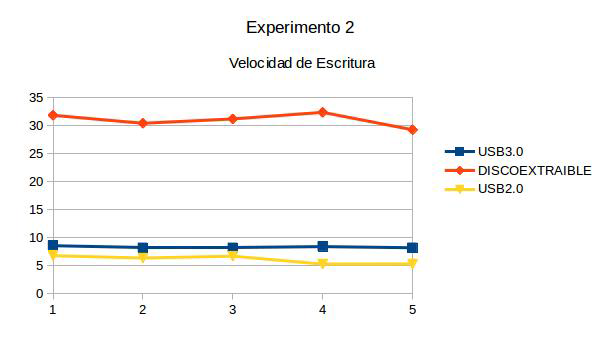 Experimento 2
Velocidad de Escritura
35
30
25
20
15
10
5
0
1 2 3 4 5
USB3.0
DISCOEXTRAIBLE
USB2.0